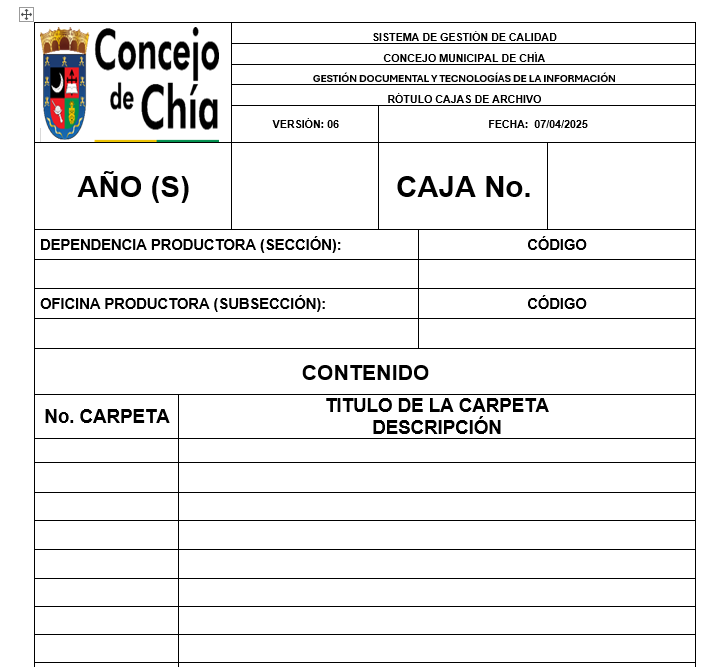 Concejo
de Chía
SISTEMA DE GESTIÓN DE CALIDAD
CONCEJO MUNICIPAL DE CHÍA
GESTIÓN DOCUMENTAL Y TECNOLOGÍAS DE LA INFORMACIÓN
RÓTULO CAJAS DE ARCHIVO
VERSIÓN: 06
FECHA: 07/04/2025
AÑO (S)
CAJA No.
DEPENDENCIA PRODUCTORA (SECCIÓN):
CÓDIGO
OFICINA PRODUCTORA (SUBSECCIÓN):
CÓDIGO
CONTENIDO
No. CARPETA
TITULO DE LA CARPETA
DESCRIPCIÓN